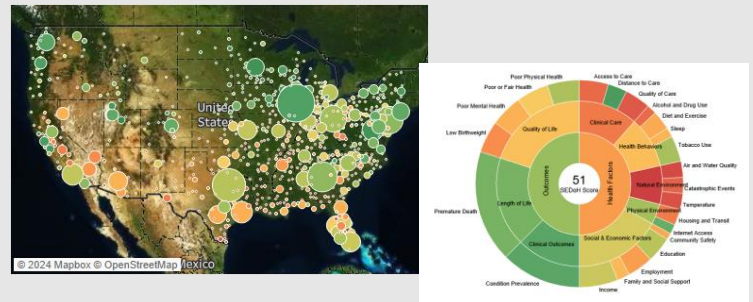 United
State
Mexico
© 2024 Mapbox © OpenStreetMap
Poor Physical Health
Poor or Fair Health
Poor Mental Health
Low Birthweight
Premature Death
Condition Prevalence
Access to Care
Distance to Care
Quality of Care
Alcohol and Drug Use
Diet and Exercise
Sleep
Tobacco Use
Air and Water Quality
Catastrophic Events
Temperature
Housing and Transit
Internet Access
Community Safety
Education
Employment
Family and Social Support
Income
Quality of Life
Clinical Care
Health Behaviors
Natural Environment
Physical Environment
Social & Economic Factors
Clinical Outcomes
Length of Life
Outcomes
Health Factors
51
SEDoH Score